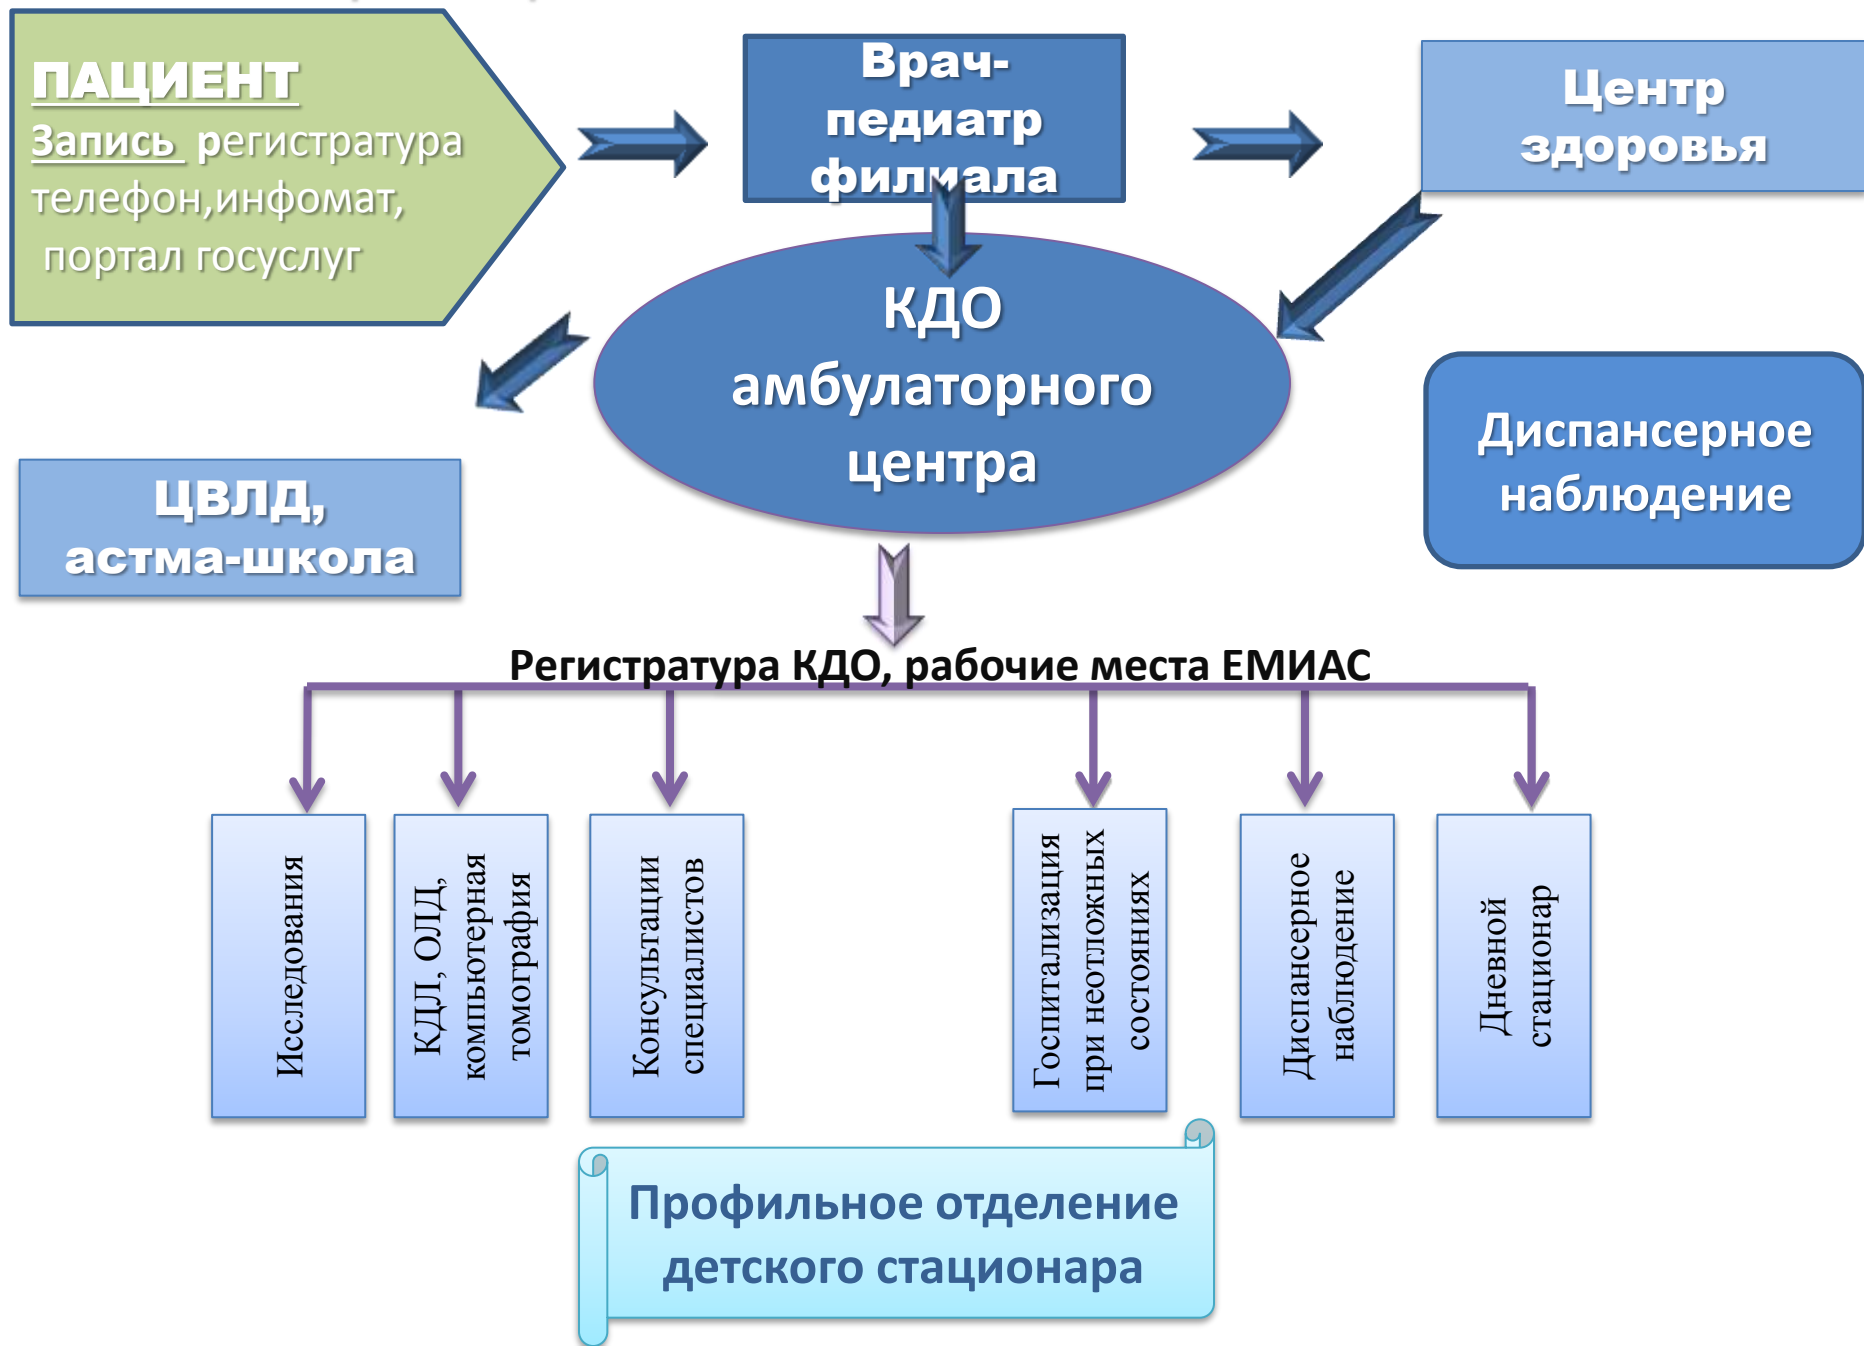 ПАЦИЕНТ
Запись регистратура
телефон,инфомат,
портал госуслуг
Врач-
педиатр
филиала
Центр
здоровья
КДО
амбулаторного
центра
Диспансерное
наблюдение
ЦВЛД,
астма-школа
Регистратура КДО, рабочие места ЕМИАС
Исследования
КДЛ, ОЛД,
компьютерная
томография
Консультации
специалистов
Госпитализация
при неотложных
состояниях
Диспансерное
наблюдение
Дневной
стационар
Профильное отделение
детского стационара